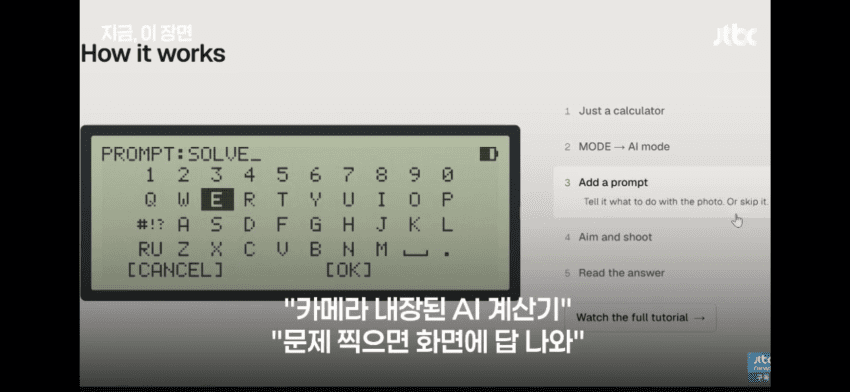 지금, 이 장면
jtbc
How it works
PROMPT:SOLVE_
1 2 3 4 5 6 7 8 9 0
Q W E R T Y U I O P
#!? A S D F G H J K L
RU Z X C V B N M ⎵ .
[CANCEL] [OK]
1 Just a calculator
2 MODE → AI mode
3 Add a prompt
Tell it what to do with the photo. Or skip it.
4 Aim and shoot
5 Read the answer
Watch the full tutorial →
"카메라 내장된 AI 계산기"
"문제 찍으면 화면에 답 나와"
jtbc
news
구독